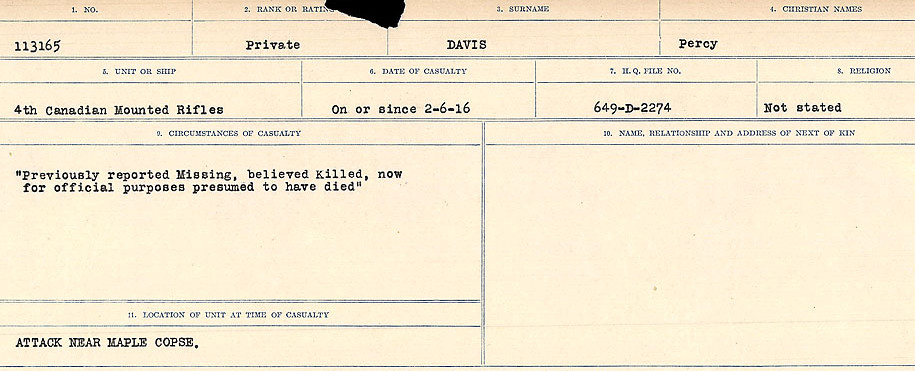 1. NO. 2. RANK OR RATING 3. SURNAME 4. CHRISTIAN NAMES
113165 Private DAVIS Percy
5. UNIT OR SHIP 6. DATE OF CASUALTY 7. H.Q. FILE NO. 8. RELIGION
4th Canadian Mounted Rifles On or since 2-6-16 649-D-2274 Not stated
9. CIRCUMSTANCES OF CASUALTY 10. NAME, RELATIONSHIP AND ADDRESS OF NEXT OF KIN
"Previously reported Missing, believed Killed, now
for official purposes presumed to have died"
11. LOCATION OF UNIT AT TIME OF CASUALTY
ATTACK NEAR MAPLE COPSE.